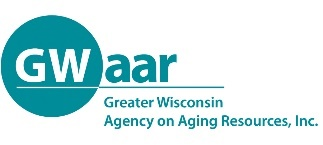 GWaar
Greater Wisconsin
Agency on Aging Resources, Inc.